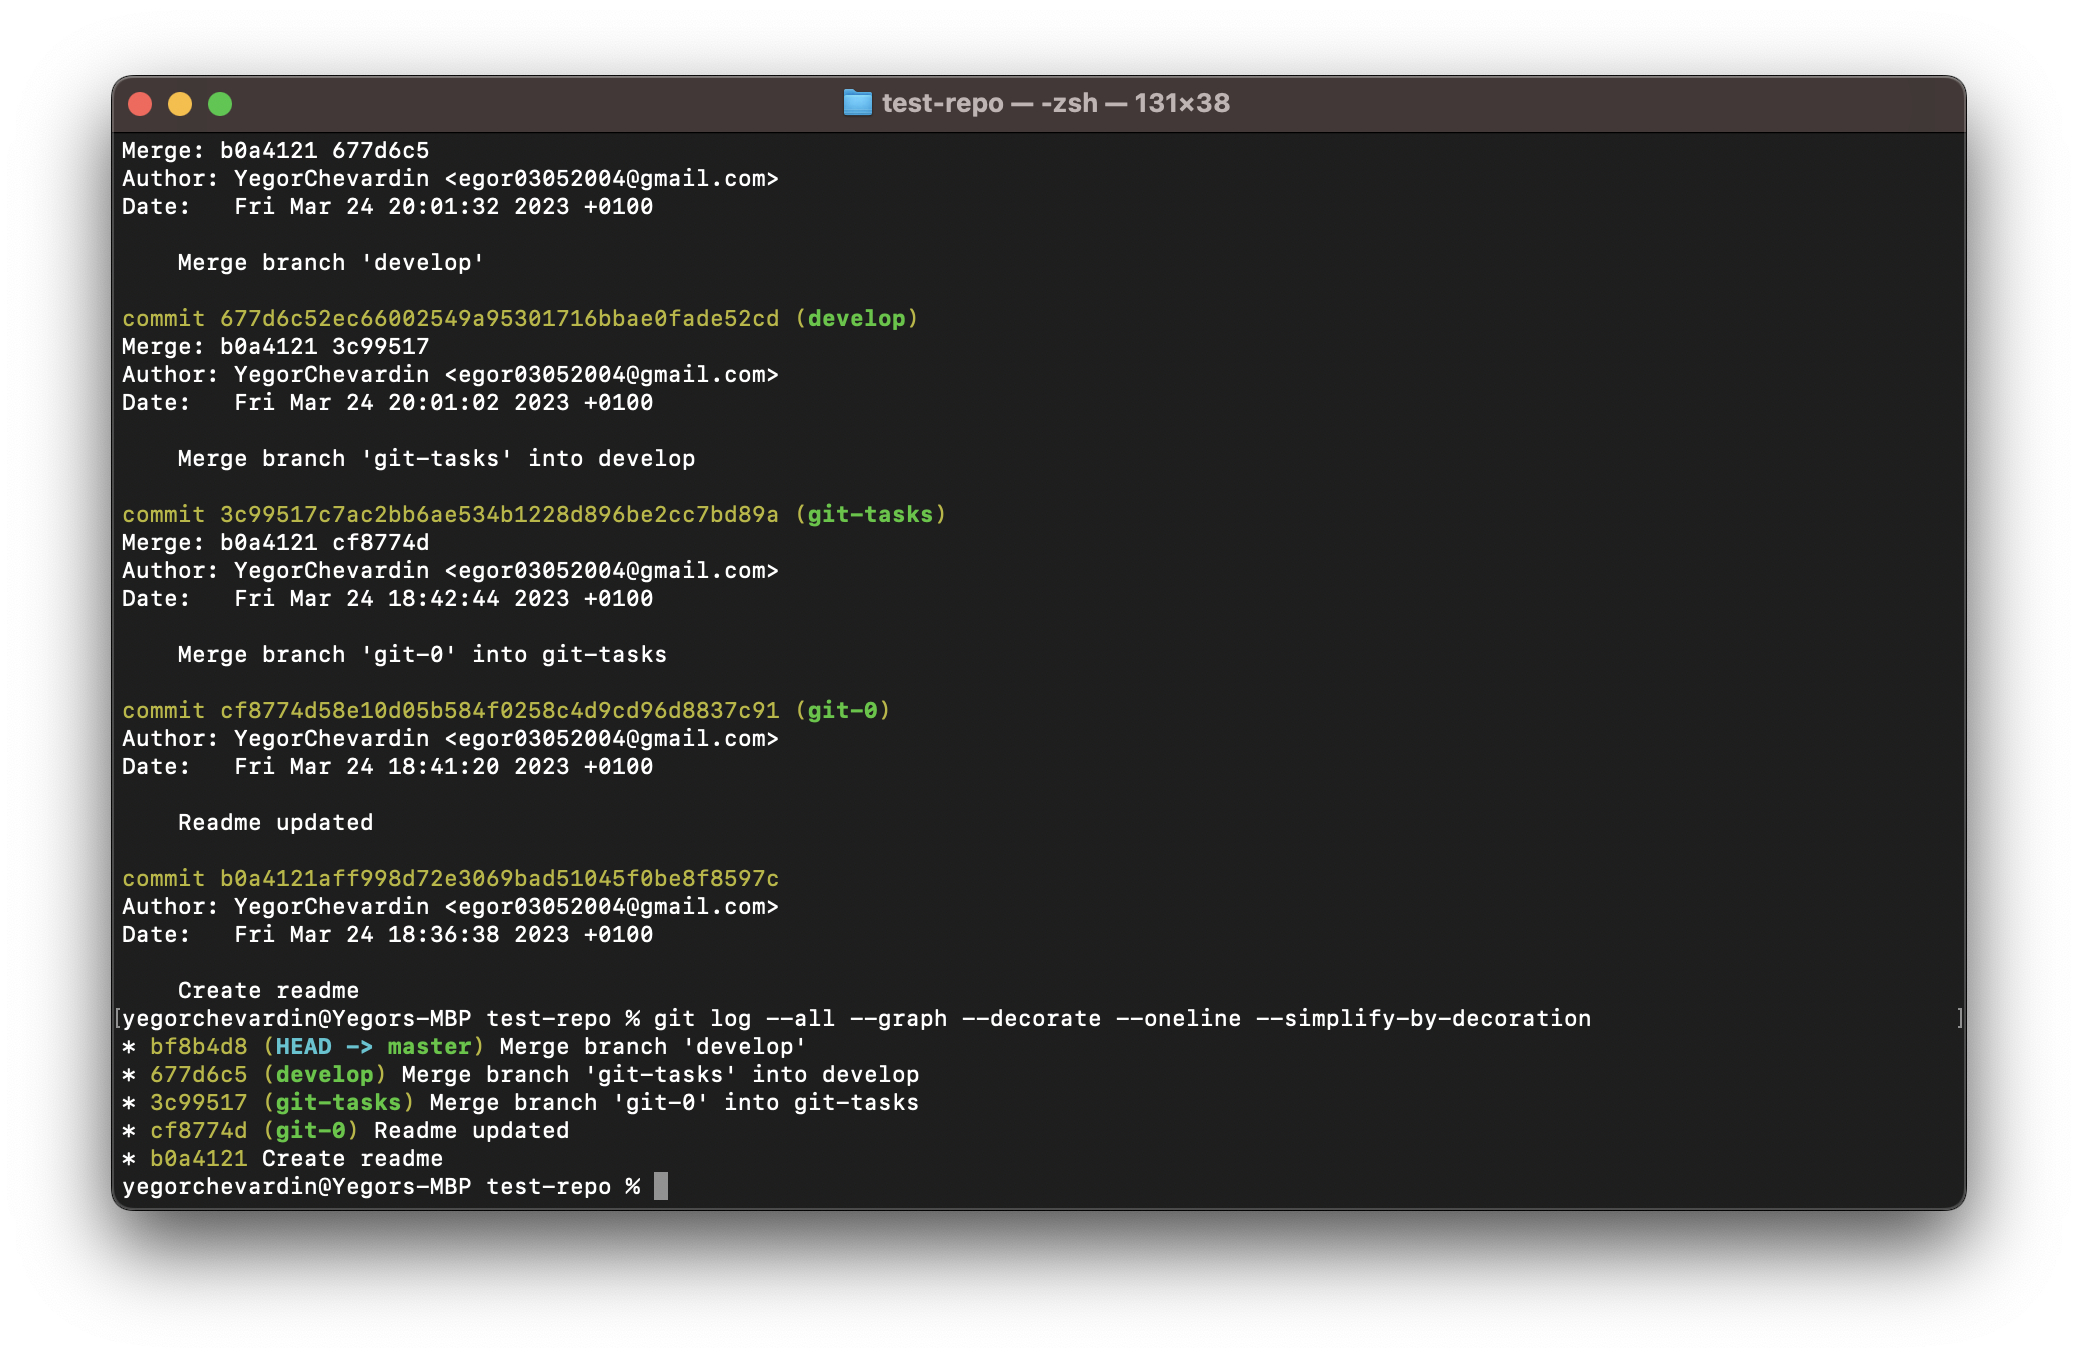 test-repo — -zsh — 131×38
Merge: b0a4121 677d6c5
Author: YegorChevardin <egor03052004@gmail.com>
Date:   Fri Mar 24 20:01:32 2023 +0100
    Merge branch 'develop'
commit 677d6c52ec66002549a95301716bbae0fade52cd (develop)
Merge: b0a4121 3c99517
Author: YegorChevardin <egor03052004@gmail.com>
Date:   Fri Mar 24 20:01:02 2023 +0100
    Merge branch 'git-tasks' into develop
commit 3c99517c7ac2bb6ae534b1228d896be2cc7bd89a (git-tasks)
Merge: b0a4121 cf8774d
Author: YegorChevardin <egor03052004@gmail.com>
Date:   Fri Mar 24 18:42:44 2023 +0100
    Merge branch 'git-0' into git-tasks
commit cf8774d58e10d05b584f0258c4d9cd96d8837c91 (git-0)
Author: YegorChevardin <egor03052004@gmail.com>
Date:   Fri Mar 24 18:41:20 2023 +0100
    Readme updated
commit b0a4121aff998d72e3069bad51045f0be8f8597c
Author: YegorChevardin <egor03052004@gmail.com>
Date:   Fri Mar 24 18:36:38 2023 +0100
    Create readme
[yegorchevardin@Yegors-MBP test-repo % git log --all --graph --decorate --oneline --simplify-by-decoration ]
* bf8b4d8 (HEAD -> master) Merge branch 'develop'
* 677d6c5 (develop) Merge branch 'git-tasks' into develop
* 3c99517 (git-tasks) Merge branch 'git-0' into git-tasks
* cf8774d (git-0) Readme updated
* b0a4121 Create readme
yegorchevardin@Yegors-MBP test-repo %